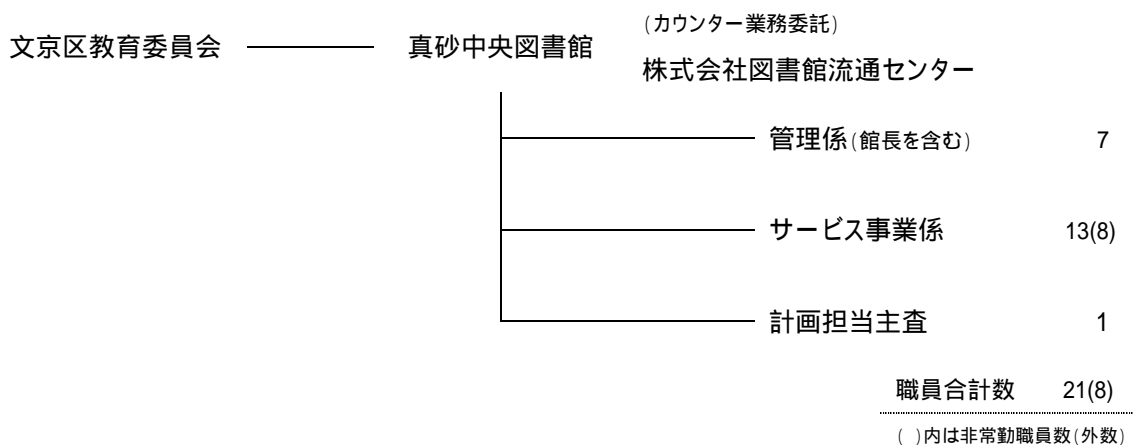 (カウンター業務委託)
文京区教育委員会 真砂中央図書館
株式会社図書館流通センター
管理係(館長を含む) 7
サービス事業係 13(8)
計画担当主査 1
職員合計数 21(8)
( )内は非常勤職員数(外数)